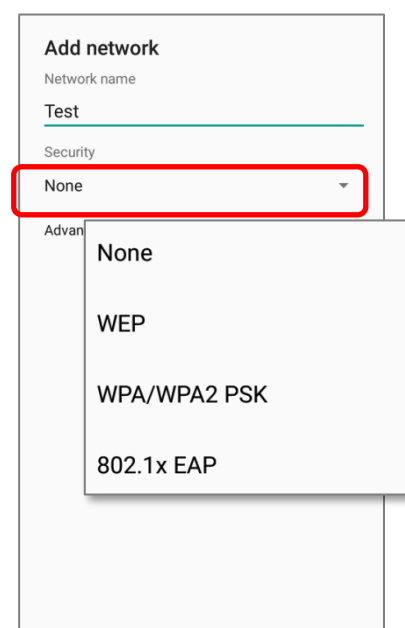 Add network
Network name
Test
Security
None
Advan
None
WEP
WPA/WPA2 PSK
802.1x EAP